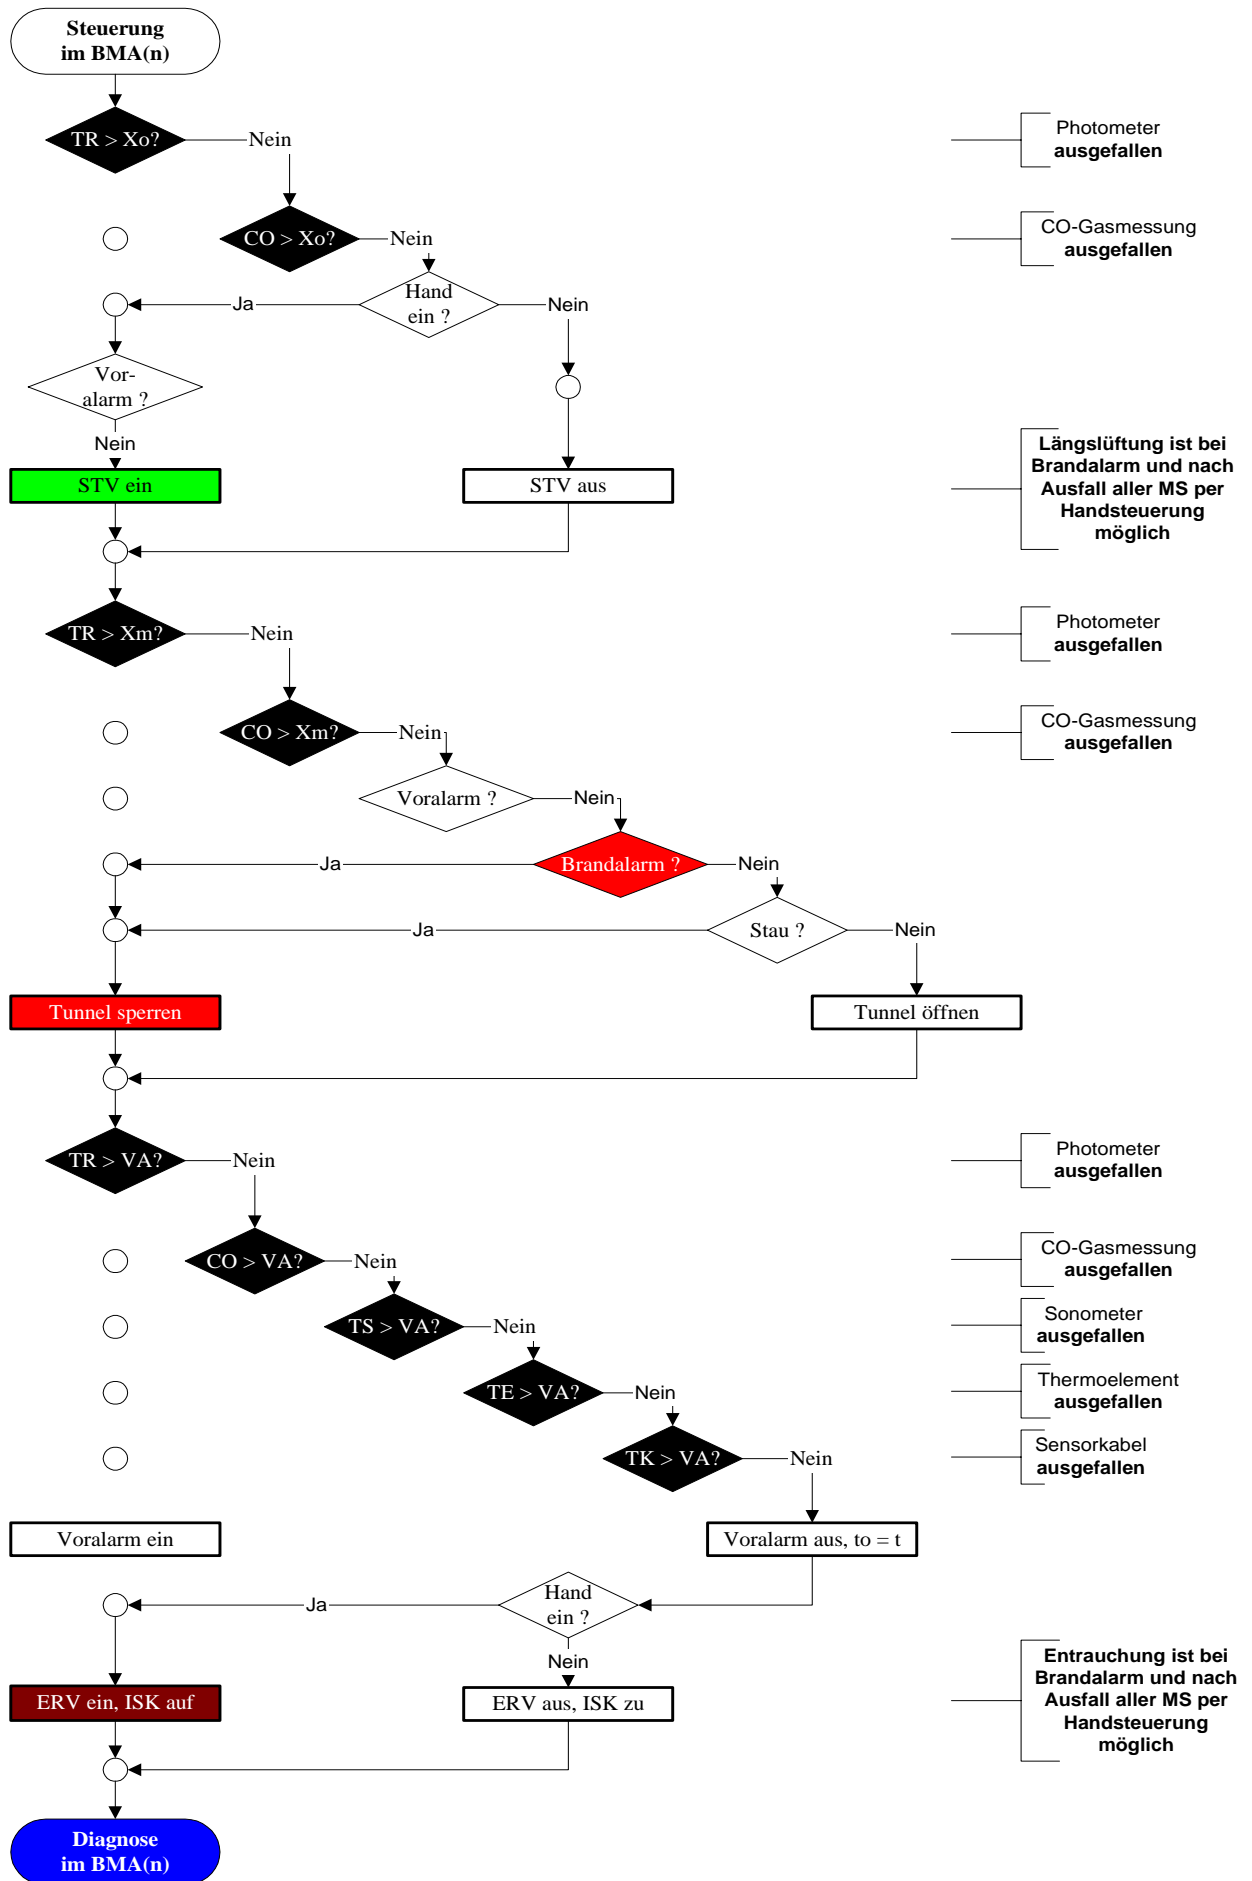 Steuerung
im BMA(n)
TR > Xo?
Nein
Photometer
ausgefallen
CO > Xo?
Nein
CO-Gasmessung
ausgefallen
Hand
ein ?
Ja
Nein
Vor-
alarm ?
Nein
STV ein
STV aus
Längslüftung ist bei
Brandalarm und nach
Ausfall aller MS per
Handsteuerung
möglich
TR > Xm?
Nein
Photometer
ausgefallen
CO > Xm?
Nein
CO-Gasmessung
ausgefallen
Voralarm ?
Nein
Ja
Brandalarm ?
Nein
Ja
Stau ?
Nein
Tunnel sperren
Tunnel öffnen
TR > VA?
Nein
Photometer
ausgefallen
CO > VA?
Nein
CO-Gasmessung
ausgefallen
TS > VA?
Nein
Sonometer
ausgefallen
TE > VA?
Nein
Thermoelement
ausgefallen
TK > VA?
Nein
Sensorkabel
ausgefallen
Voralarm ein
Voralarm aus, to = t
Ja
Hand
ein ?
Nein
ERV ein, ISK auf
ERV aus, ISK zu
Entrauchung ist bei
Brandalarm und nach
Ausfall aller MS per
Handsteuerung
möglich
Diagnose
im BMA(n)